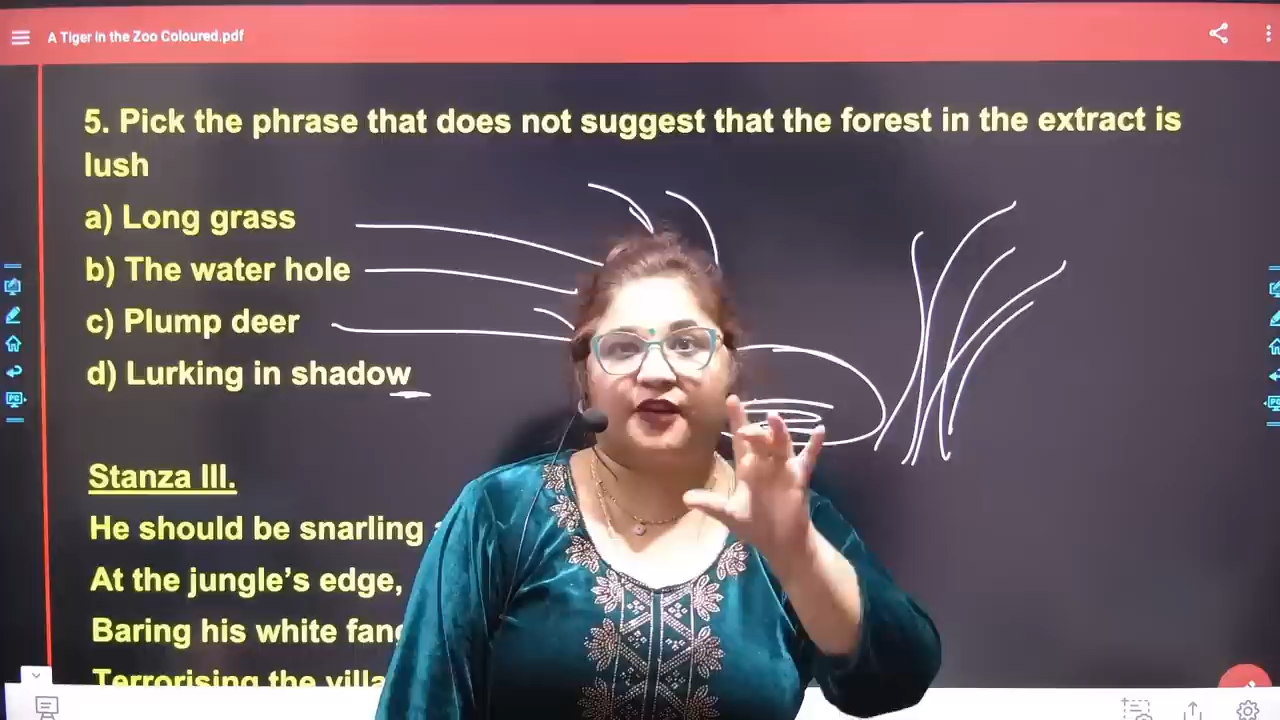 A Tiger in the Zoo Coloured.pdf
5. Pick the phrase that does not suggest that the forest in the extract is
lush
a) Long grass
b) The water hole
c) Plump deer
d) Lurking in shadow
Stanza III.
He should be snarling
At the jungle's edge,
Baring his white
Terrorising the